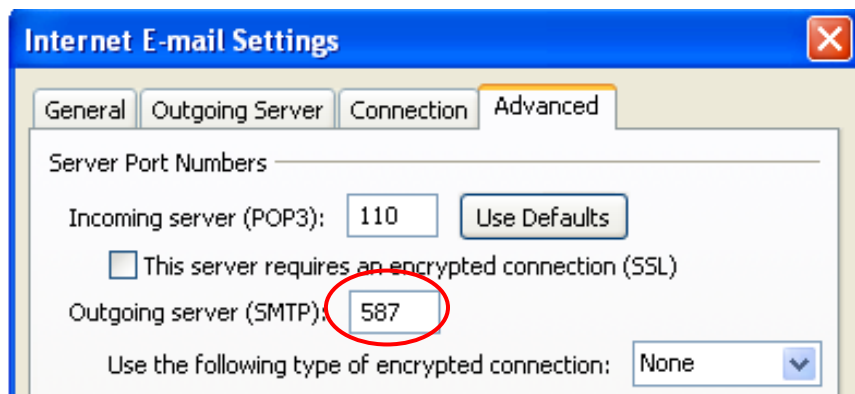 Internet E-mail Settings
General Outgoing Server Connection Advanced
Server Port Numbers
Incoming server (POP3): 110 Use Defaults
This server requires an encrypted connection (SSL)
Outgoing server (SMTP): 587
Use the following type of encrypted connection: None